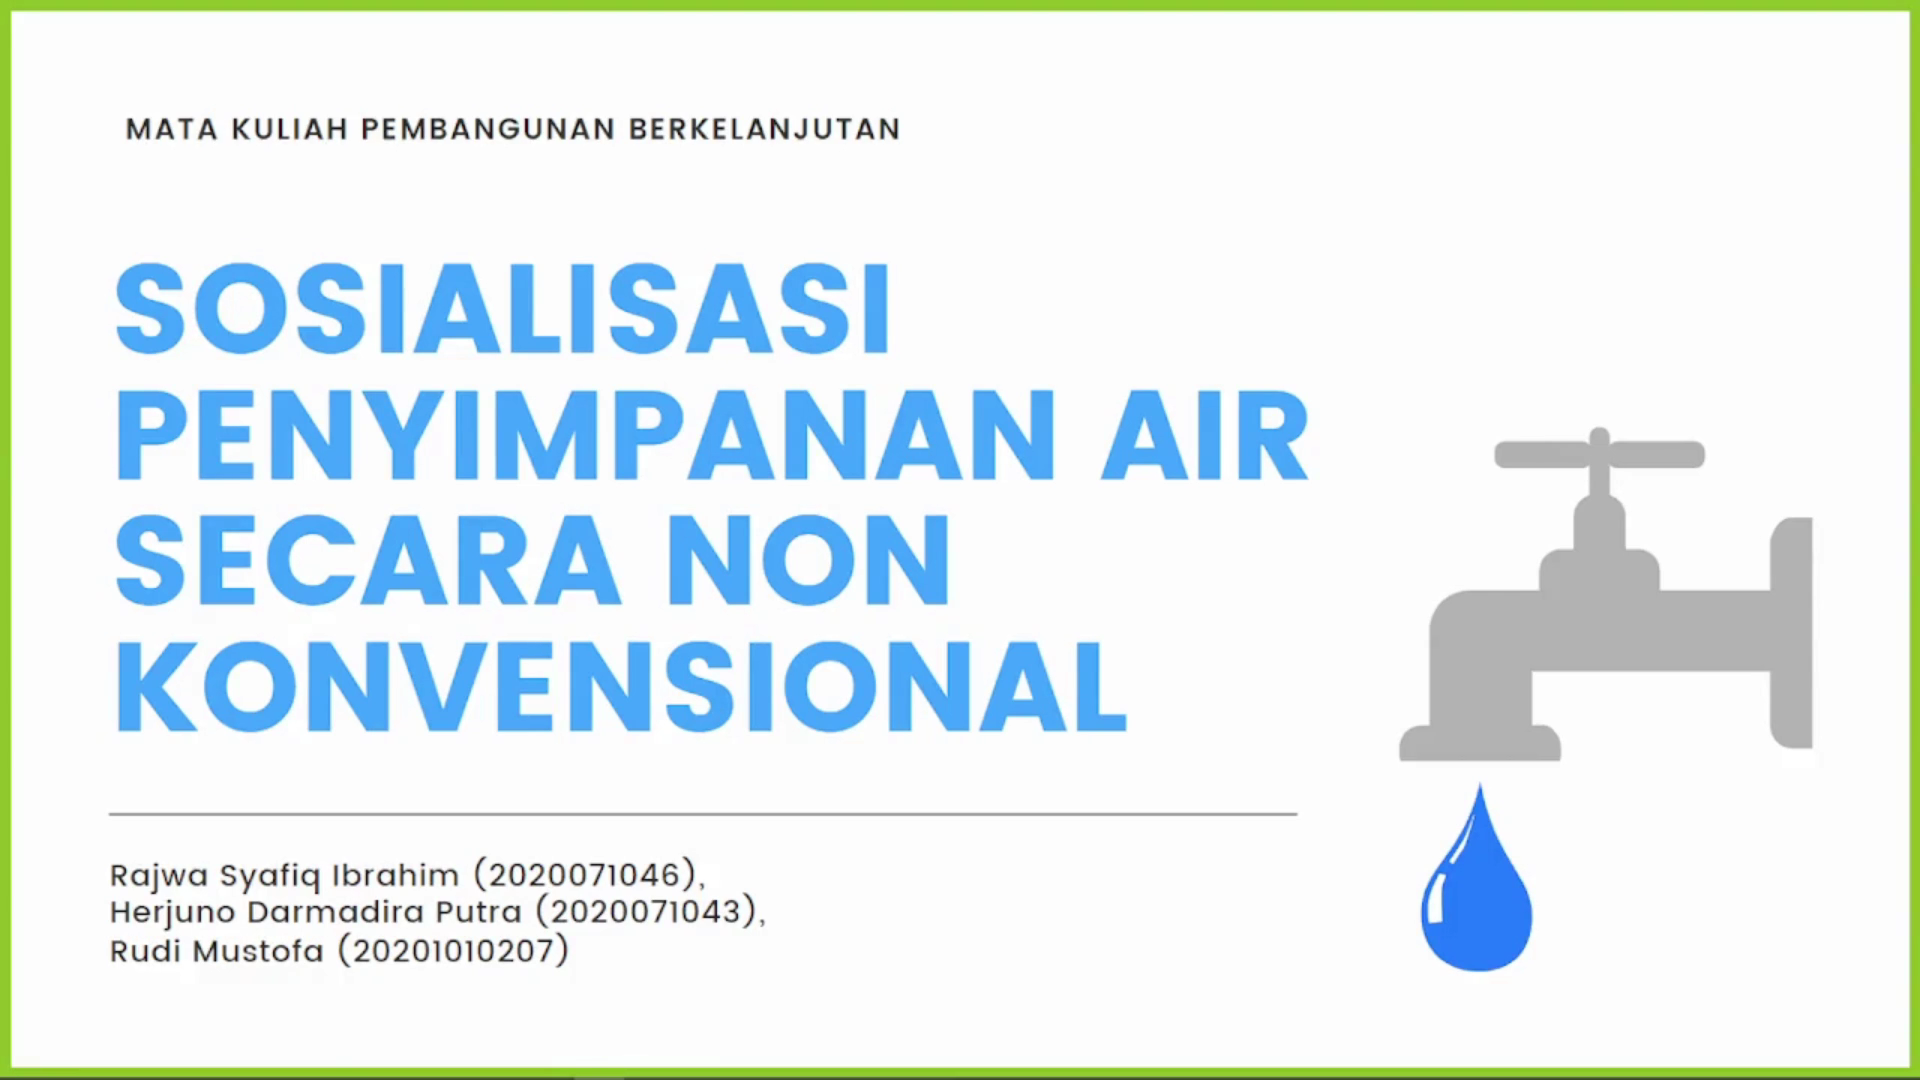 MATA KULIAH PEMBANGUNAN BERKELANJUTAN
SOSIALISASI
PENYIMPANAN AIR
SECARA NON
KONVENSIONAL
Rajwa Syafiq Ibrahim (2020071046),
Herjuno Darmadira Putra (2020071043),
Rudi Mustofa (20201010207)